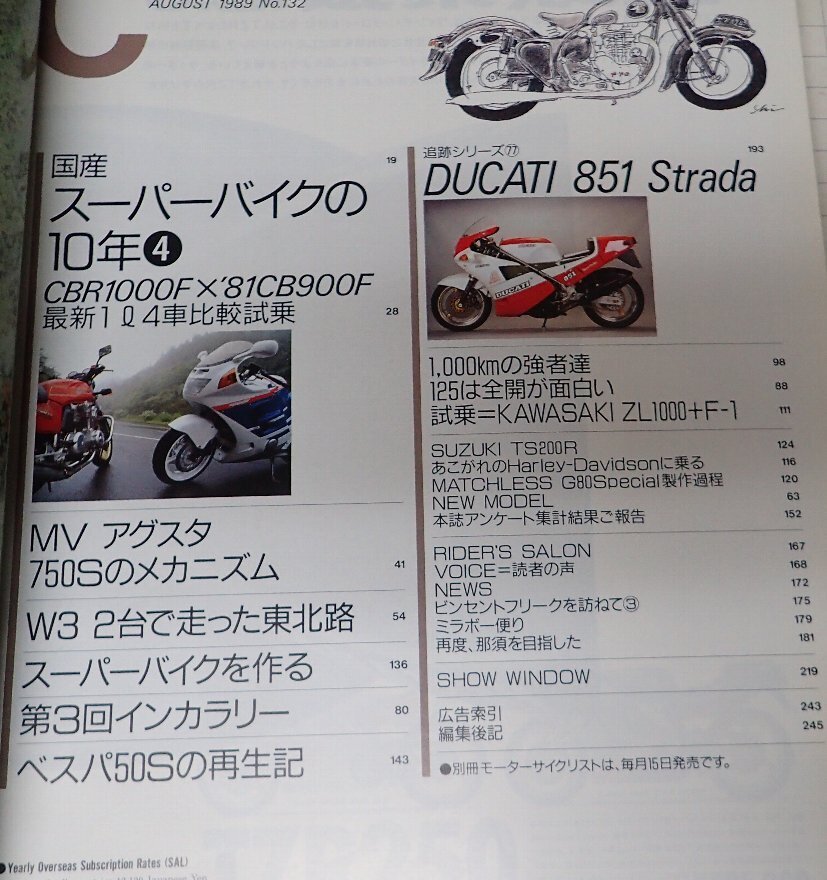 AUGUST 1989 No.132
国産 19
スーパーバイクの
10年❹
CBR1000F×'81CB900F
最新1ℓ4車比較試乗 28
MV アグスタ
750Sのメカニズム 41
W3 2台で走った東北路 54
スーパーバイクを作る 136
第3回インカラリー 80
ベスパ50Sの再生記 143
追跡シリーズ㊆ 193
DUCATI 851 Strada
DUCATI
851
1,000kmの強者達 98
125は全開が面白い 88
試乗=KAWASAKI ZL1000+F-1 111
SUZUKI TS200R 124
あこがれのHarley-Davidsonに乗る 116
MATCHLESS G80Special製作過程 120
NEW MODEL 63
本誌アンケート集計結果ご報告 152
RIDER'S SALON 167
VOICE=読者の声 168
NEWS 172
ビンセントフリークを訪ねて③ 175
ミラボー便り 179
再度、那須を目指した 181
SHOW WINDOW 219
広告索引 243
編集後記 245
●別冊モーターサイクリストは、毎月15日発売です。
●Yearly Overseas Subscription Rates (SAL)